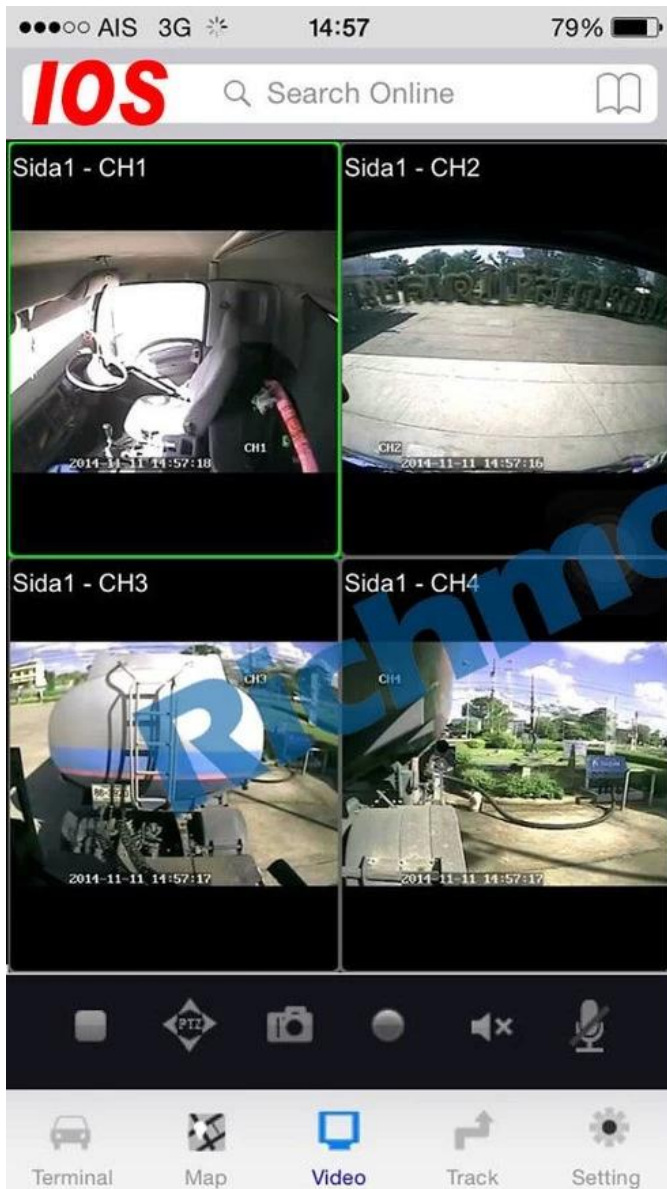 AIS 3G 14:57 79%
IOS Search Online
Sida1 - CH1 Sida1 - CH2
CH1
2014-11-11 14:57:18
CH2
2014-11-11 14:57:16
Sida1 - CH3 Sida1 - CH4
CH3
2014-11-11 14:57:17
CH4
2014-11-11 14:57:17
Richmo
PTZ
Terminal Map Video Track Setting